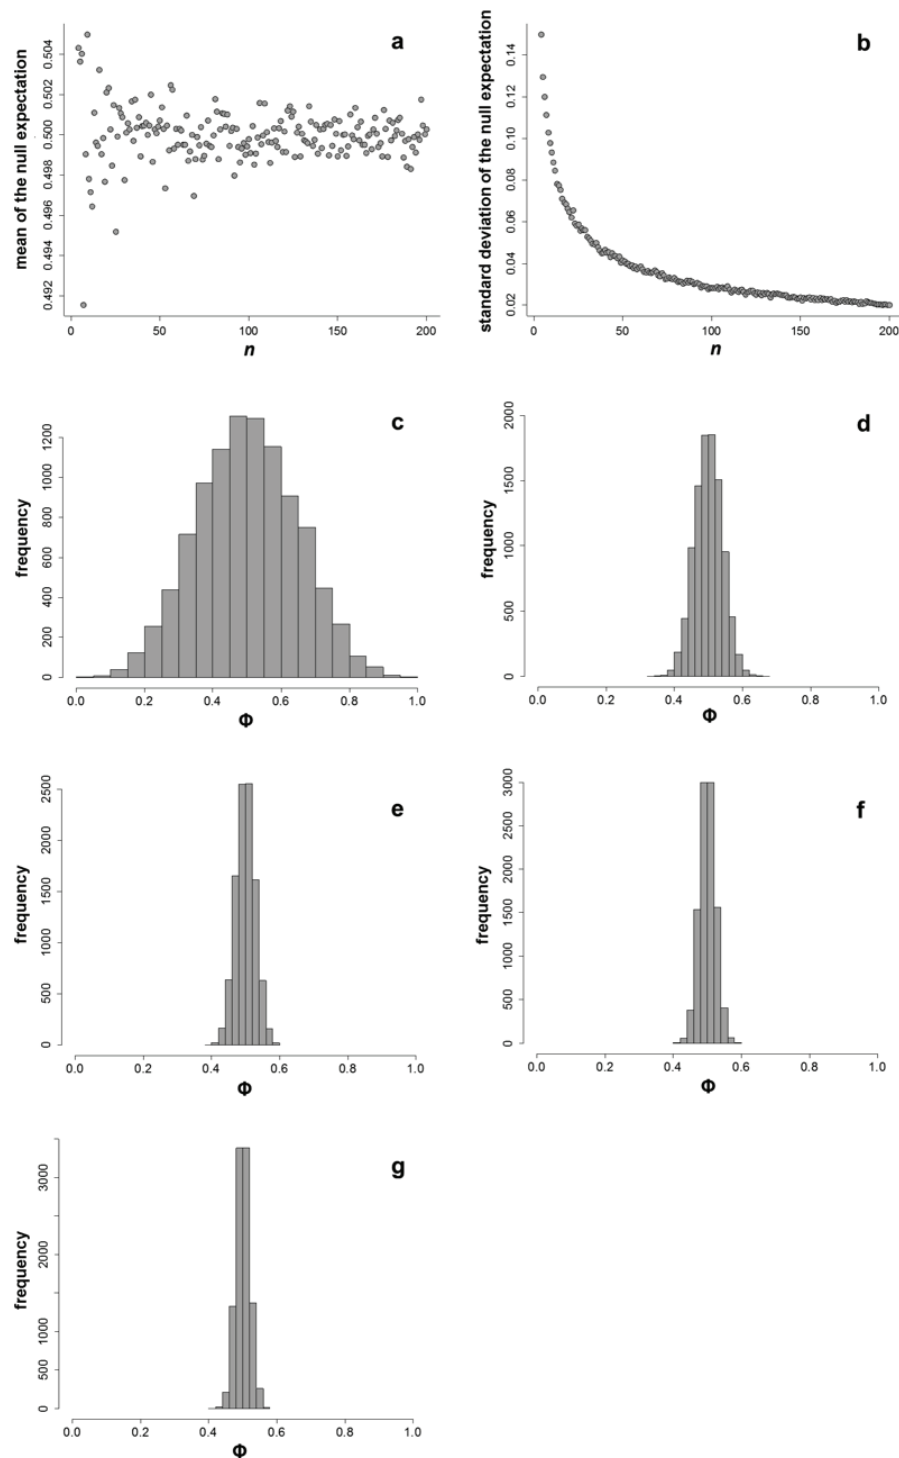 a
mean of the null expectation
0.492 0.494 0.496 0.498 0.500 0.502 0.504
0 50 100 150 200
n
b
standard deviation of the null expectation
0.02 0.04 0.06 0.08 0.10 0.12 0.14
0 50 100 150 200
n
c
frequency
0 200 400 600 800 1000 1200
0.0 0.2 0.4 0.6 0.8 1.0
Φ
d
frequency
0 500 1000 1500 2000
0.0 0.2 0.4 0.6 0.8 1.0
Φ
e
frequency
0 500 1000 1500 2000 2500
0.0 0.2 0.4 0.6 0.8 1.0
Φ
f
frequency
0 500 1000 1500 2000 2500 3000
0.0 0.2 0.4 0.6 0.8 1.0
Φ
g
frequency
0 500 1000 2000 3000
0.0 0.2 0.4 0.6 0.8 1.0
Φ